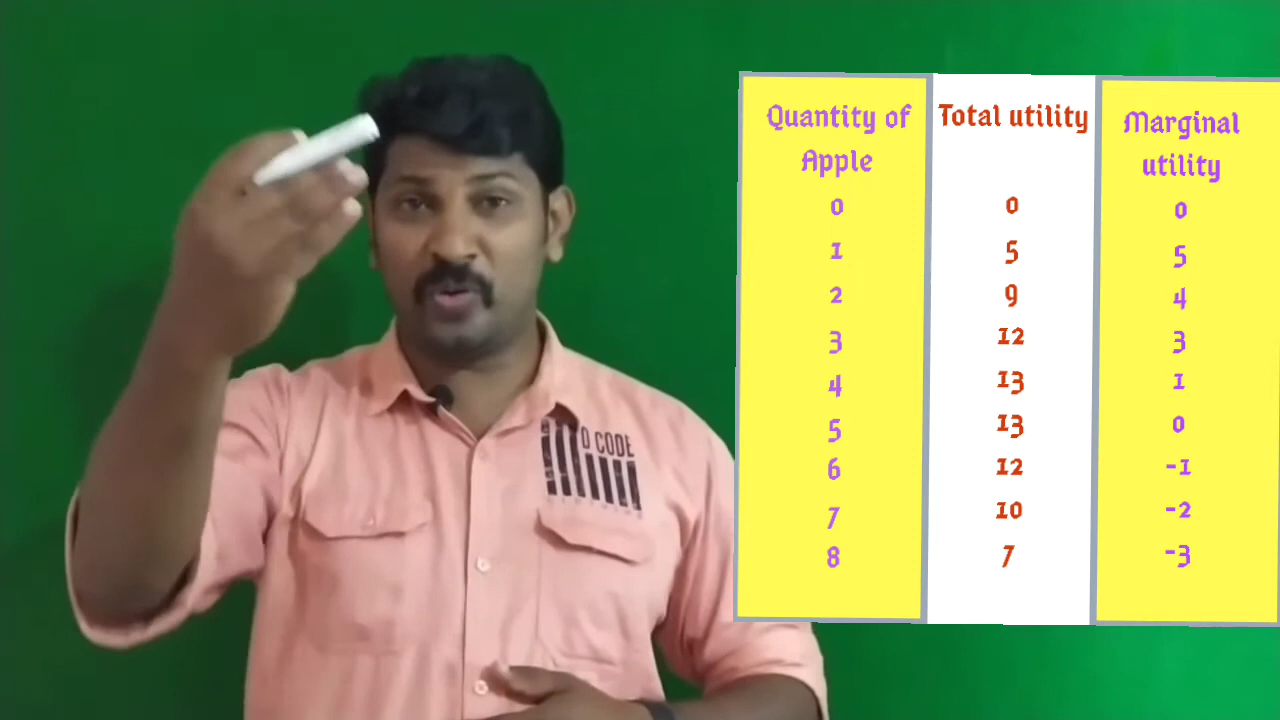 Quantity of Apple Total utility Marginal utility
0 0 0
1 5 5
2 9 4
3 12 3
4 13 1
5 13 0
6 12 -1
7 10 -2
8 7 -3
D CODE